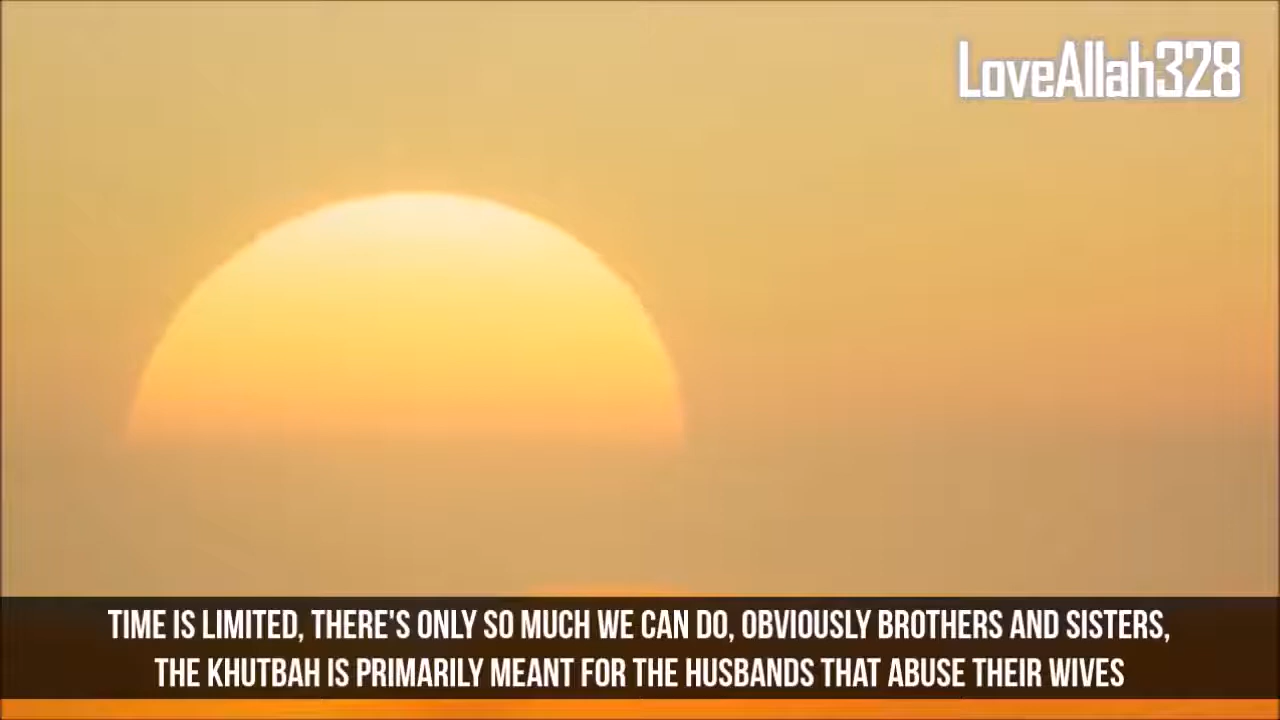 LoveAllah328
TIME IS LIMITED, THERE'S ONLY SO MUCH WE CAN DO, OBVIOUSLY BROTHERS AND SISTERS,
THE KHUTBAH IS PRIMARILY MEANT FOR THE HUSBANDS THAT ABUSE THEIR WIVES